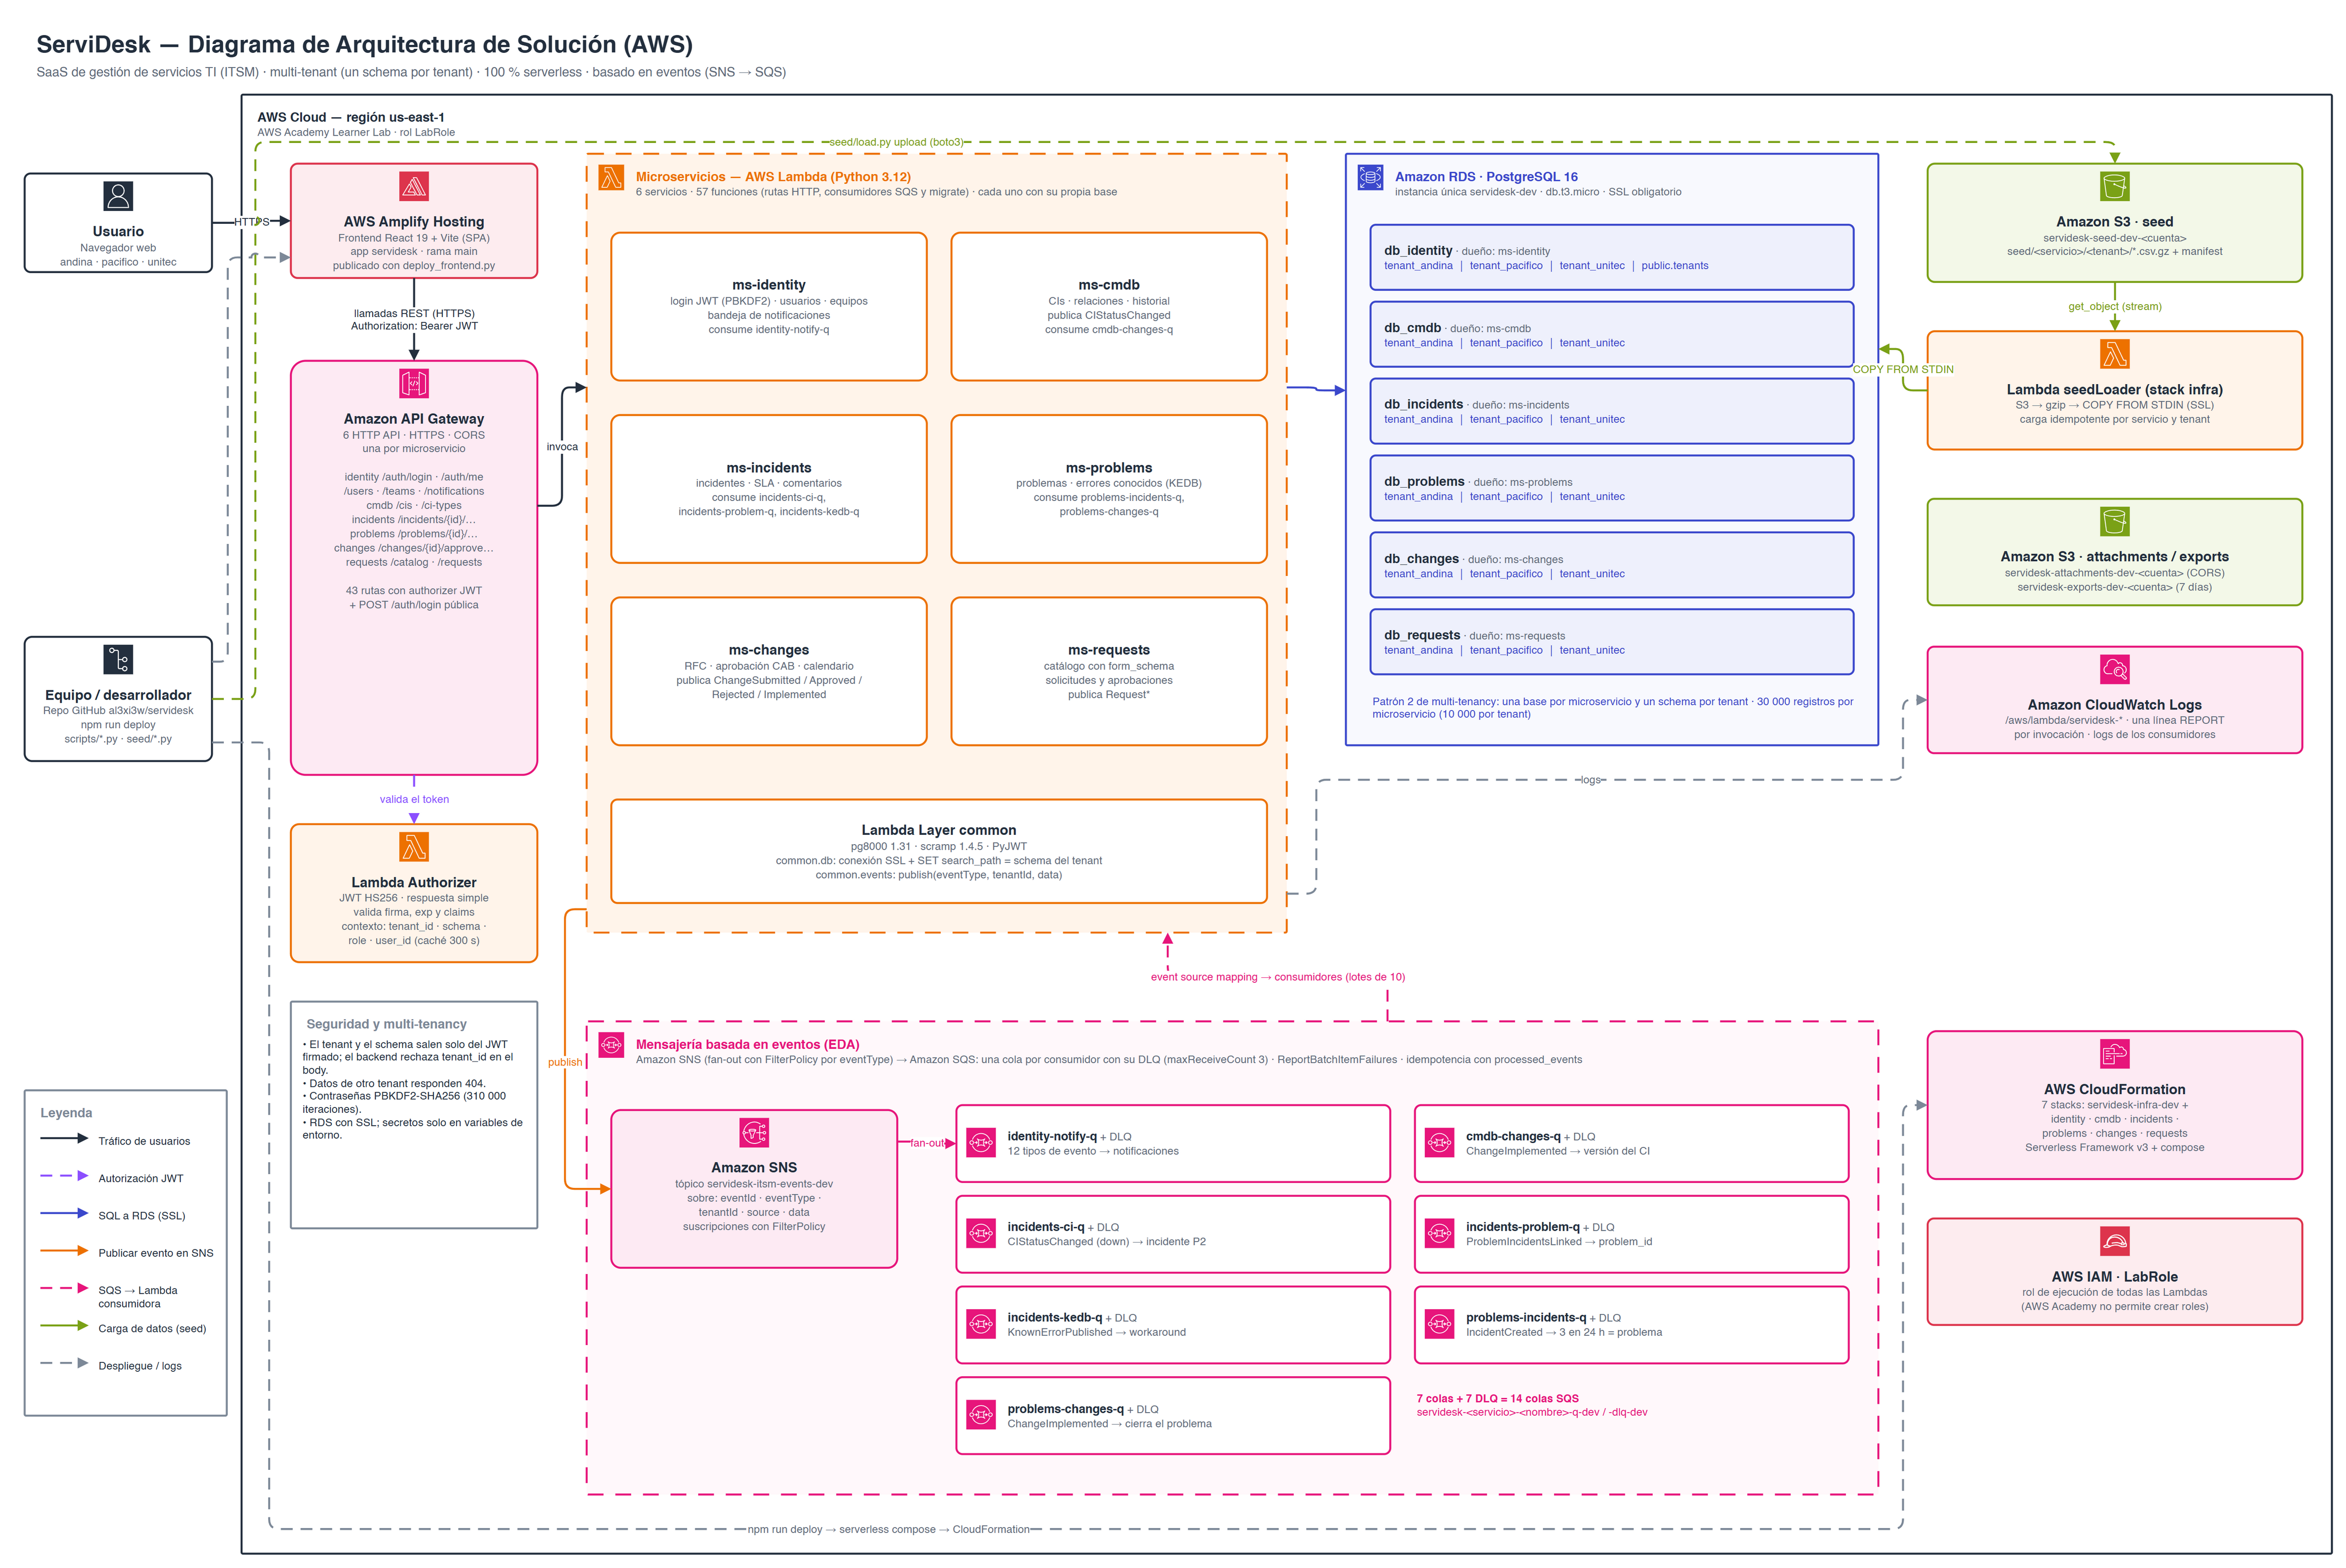 ServiDesk — Diagrama de Arquitectura de Solución (AWS)
SaaS de gestión de servicios TI (ITSM) · multi-tenant (un schema por tenant) · 100 % serverless · basado en eventos (SNS → SQS)
AWS Cloud — región us-east-1
AWS Academy Learner Lab · rol LabRole
seed/load.py upload (boto3)
Usuario
Navegador web
andina · pacifico · unitec
HTTPS
AWS Amplify Hosting
Frontend React 19 + Vite (SPA)
app servidesk · rama main
publicado con deploy_frontend.py
llamadas REST (HTTPS)
Authorization: Bearer JWT
Amazon API Gateway
6 HTTP API · HTTPS · CORS
una por microservicio
identity /auth/login · /auth/me
/users · /teams · /notifications
cmdb /cis · /ci-types
incidents /incidents/{id}/…
problems /problems/{id}/…
changes /changes/{id}/approve…
requests /catalog · /requests
43 rutas con authorizer JWT
+ POST /auth/login pública
invoca
Equipo / desarrollador
Repo GitHub al3xi3w/servidesk
npm run deploy
scripts/*.py · seed/*.py
valida el token
Lambda Authorizer
JWT HS256 · respuesta simple
valida firma, exp y claims
contexto: tenant_id · schema ·
role · user_id (caché 300 s)
Seguridad y multi-tenancy
• El tenant y el schema salen solo del JWT
firmado; el backend rechaza tenant_id en el
body.
• Datos de otro tenant responden 404.
• Contraseñas PBKDF2-SHA256 (310 000
iteraciones).
• RDS con SSL; secretos solo en variables de
entorno.
Leyenda
Tráfico de usuarios
Autorización JWT
SQL a RDS (SSL)
Publicar evento en SNS
SQS → Lambda
consumidora
Carga de datos (seed)
Despliegue / logs
Microservicios — AWS Lambda (Python 3.12)
6 servicios · 57 funciones (rutas HTTP, consumidores SQS y migrate) · cada uno con su propia base
ms-identity
login JWT (PBKDF2) · usuarios · equipos
bandeja de notificaciones
consume identity-notify-q
ms-cmdb
CIs · relaciones · historial
publica CIStatusChanged
consume cmdb-changes-q
ms-incidents
incidentes · SLA · comentarios
consume incidents-ci-q,
incidents-problem-q, incidents-kedb-q
ms-problems
problemas · errores conocidos (KEDB)
consume problems-incidents-q,
problems-changes-q
ms-changes
RFC · aprobación CAB · calendario
publica ChangeSubmitted / Approved /
Rejected / Implemented
ms-requests
catálogo con form_schema
solicitudes y aprobaciones
publica Request*
Lambda Layer common
pg8000 1.31 · scramp 1.4.5 · PyJWT
common.db: conexión SSL + SET search_path = schema del tenant
common.events: publish(eventType, tenantId, data)
Amazon RDS · PostgreSQL 16
instancia única servidesk-dev · db.t3.micro · SSL obligatorio
db_identity · dueño: ms-identity
tenant_andina | tenant_pacifico | tenant_unitec | public.tenants
db_cmdb · dueño: ms-cmdb
tenant_andina | tenant_pacifico | tenant_unitec
db_incidents · dueño: ms-incidents
tenant_andina | tenant_pacifico | tenant_unitec
db_problems · dueño: ms-problems
tenant_andina | tenant_pacifico | tenant_unitec
db_changes · dueño: ms-changes
tenant_andina | tenant_pacifico | tenant_unitec
db_requests · dueño: ms-requests
tenant_andina | tenant_pacifico | tenant_unitec
Patrón 2 de multi-tenancy: una base por microservicio y un schema por tenant · 30 000 registros por
microservicio (10 000 por tenant)
Amazon S3 · seed
servidesk-seed-dev-<cuenta>
seed/<servicio>/<tenant>/*.csv.gz + manifest
get_object (stream)
COPY FROM STDIN
Lambda seedLoader (stack infra)
S3 → gzip → COPY FROM STDIN (SSL)
carga idempotente por servicio y tenant
Amazon S3 · attachments / exports
servidesk-attachments-dev-<cuenta> (CORS)
servidesk-exports-dev-<cuenta> (7 días)
Amazon CloudWatch Logs
/aws/lambda/servidesk-* · una línea REPORT
por invocación · logs de los consumidores
logs
event source mapping → consumidores (lotes de 10)
publish
Mensajería basada en eventos (EDA)
Amazon SNS (fan-out con FilterPolicy por eventType) → Amazon SQS: una cola por consumidor con su DLQ (maxReceiveCount 3) · ReportBatchItemFailures · idempotencia con processed_events
Amazon SNS
tópico servidesk-itsm-events-dev
sobre: eventId · eventType ·
tenantId · source · data
suscripciones con FilterPolicy
fan-out
identity-notify-q + DLQ
12 tipos de evento → notificaciones
cmdb-changes-q + DLQ
ChangeImplemented → versión del CI
incidents-ci-q + DLQ
CIStatusChanged (down) → incidente P2
incidents-problem-q + DLQ
ProblemIncidentsLinked → problem_id
incidents-kedb-q + DLQ
KnownErrorPublished → workaround
problems-incidents-q + DLQ
IncidentCreated → 3 en 24 h = problema
problems-changes-q + DLQ
ChangeImplemented → cierra el problema
7 colas + 7 DLQ = 14 colas SQS
servidesk-<servicio>-<nombre>-q-dev / -dlq-dev
AWS CloudFormation
7 stacks: servidesk-infra-dev +
identity · cmdb · incidents ·
problems · changes · requests
Serverless Framework v3 + compose
AWS IAM · LabRole
rol de ejecución de todas las Lambdas
(AWS Academy no permite crear roles)
npm run deploy → serverless compose → CloudFormation